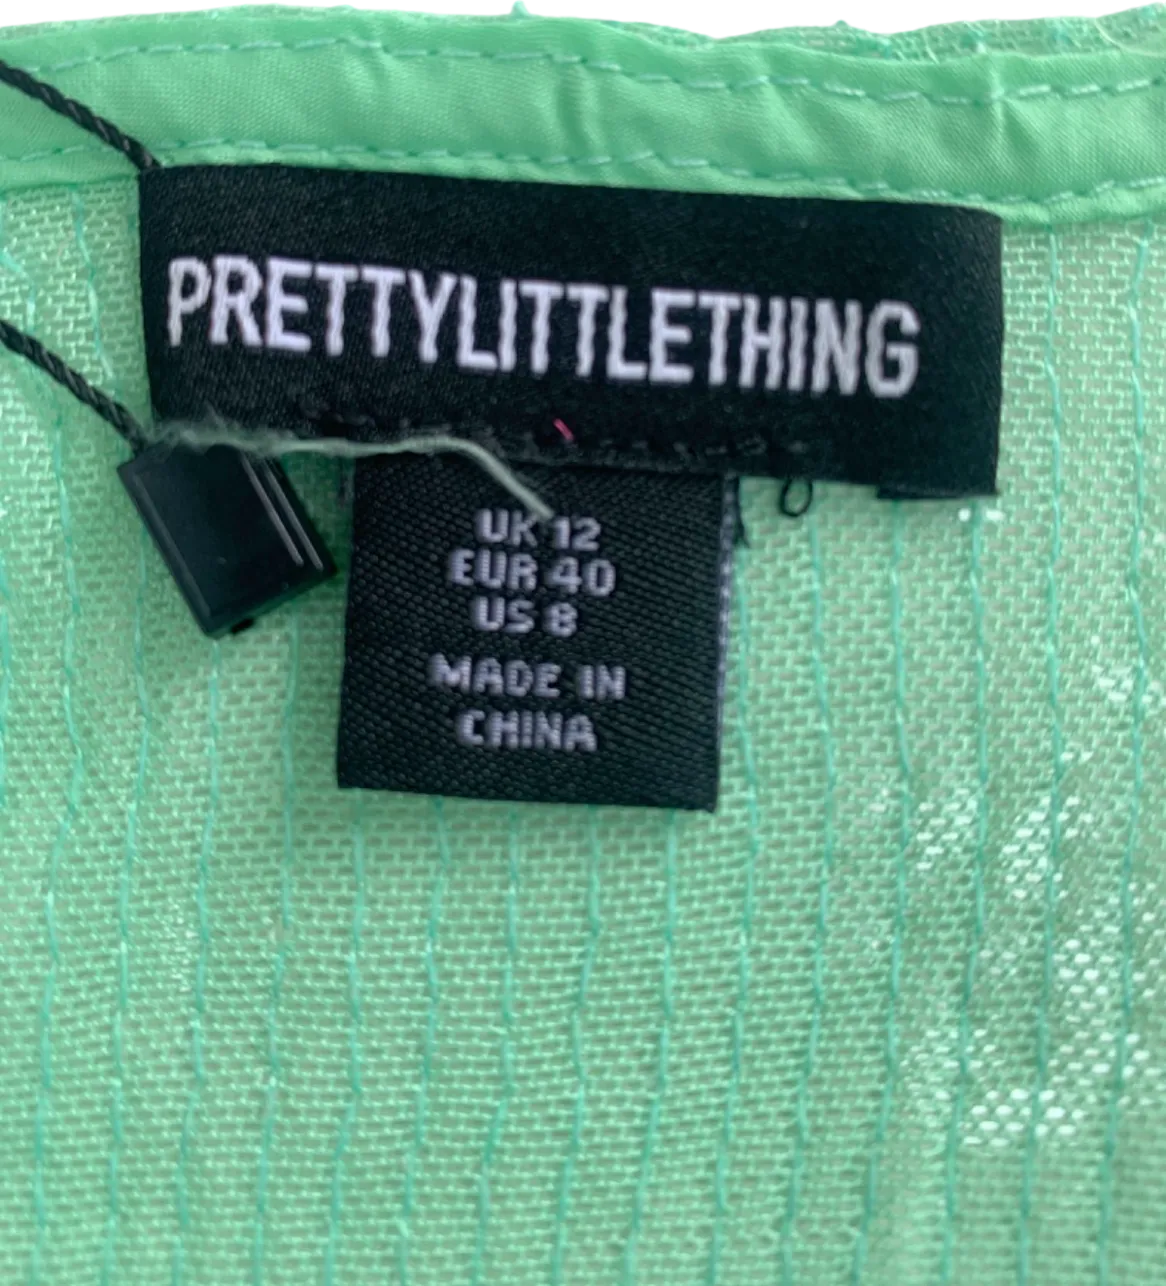 PRETTYLITTLETHING
UK 12
EUR 40
US 8
MADE IN
CHINA